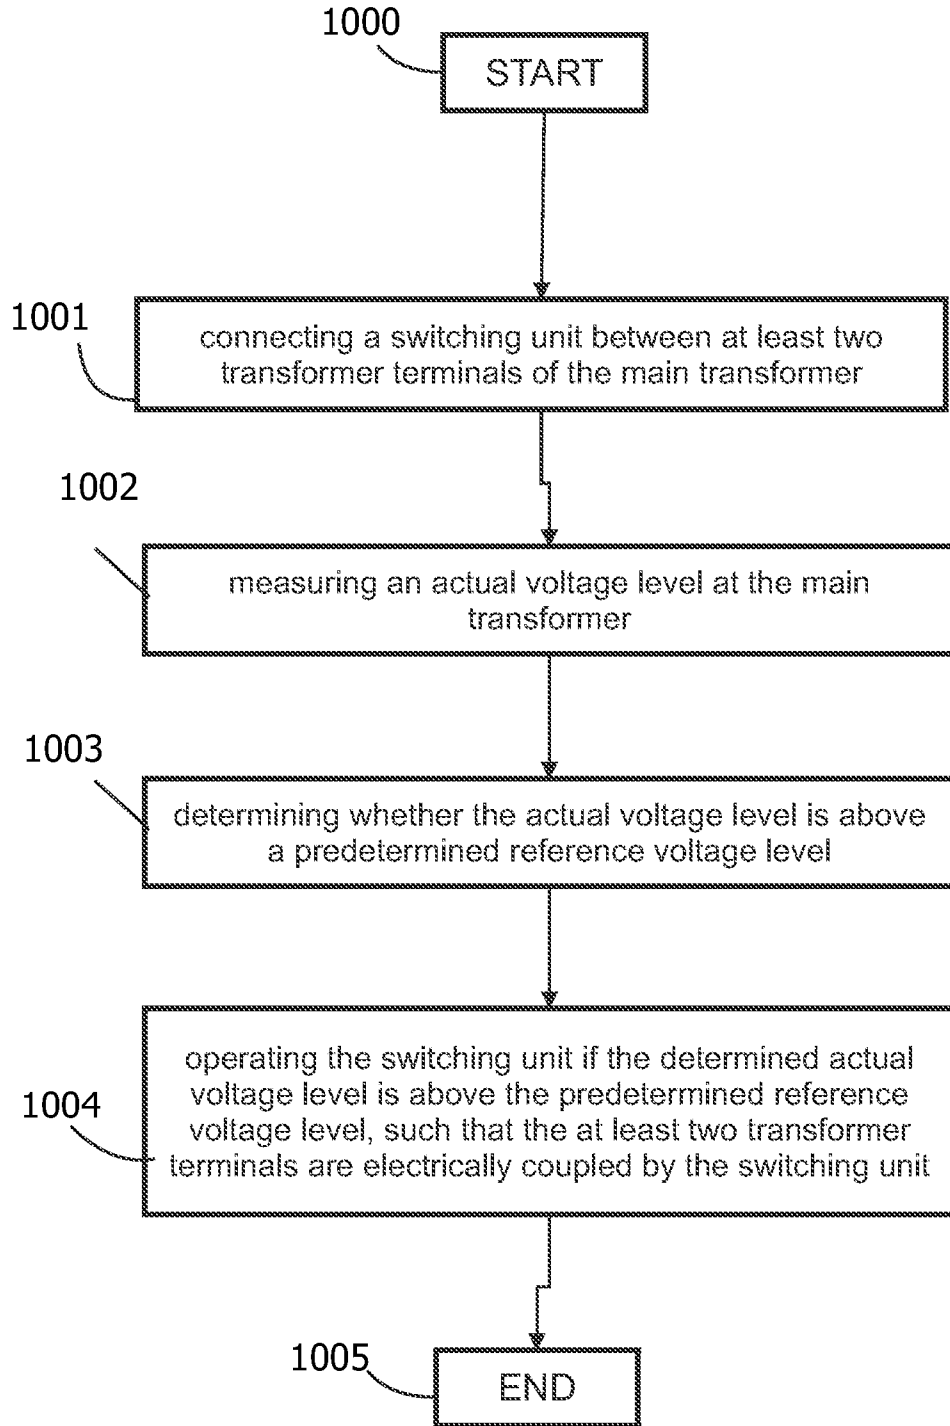 1000
START
1001
connecting a switching unit between at least two
transformer terminals of the main transformer
1002
measuring an actual voltage level at the main
transformer
1003
determining whether the actual voltage level is above
a predetermined reference voltage level
1004
operating the switching unit if the determined actual
voltage level is above the predetermined reference
voltage level, such that the at least two transformer
terminals are electrically coupled by the switching unit
1005
END